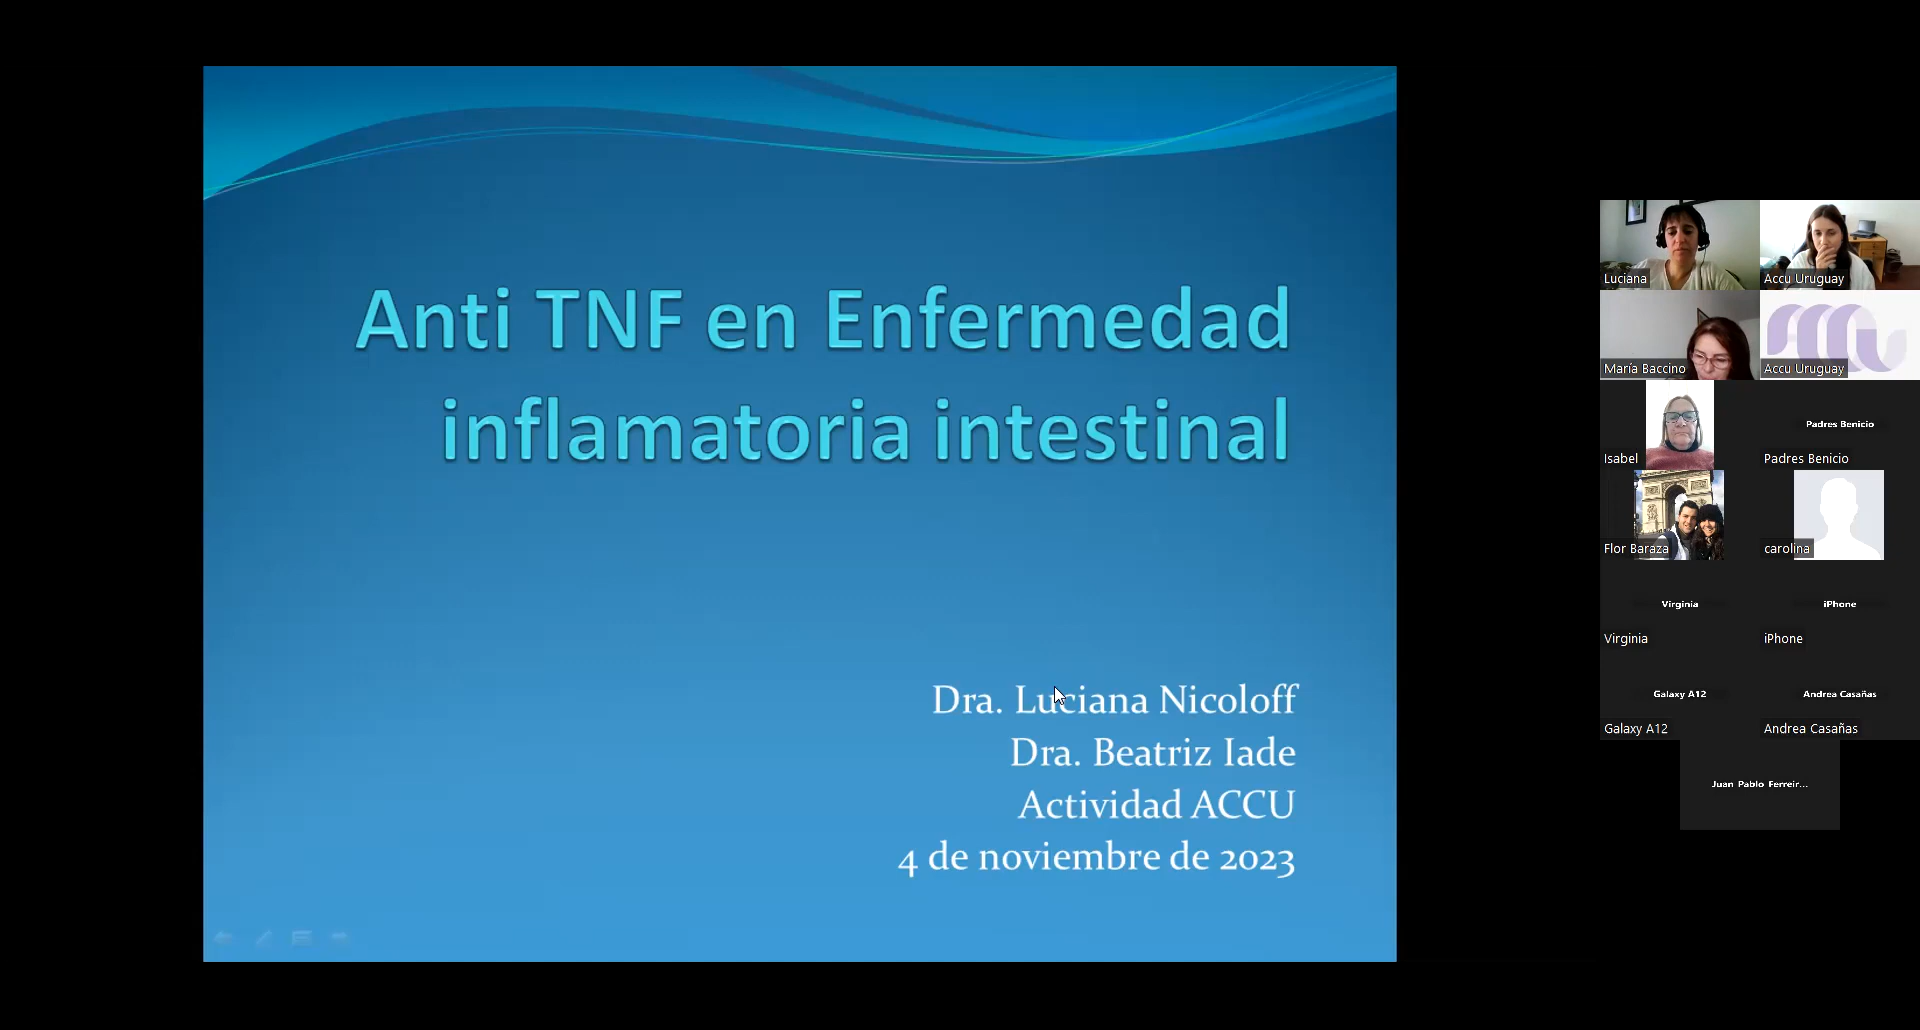 Anti TNF en Enfermedad
inflamatoria intestinal
Dra. Luciana Nicoloff
Dra. Beatriz Iade
Actividad ACCU
4 de noviembre de 2023
Luciana
Accu Uruguay
María Baccino
Accu Uruguay
Isabel
Padres Benicio
Padres Benicio
Flor Baraza
carolina
Virginia
Virginia
iPhone
iPhone
Galaxy A12
Galaxy A12
Andrea Casañas
Andrea Casañas
Juan Pablo Ferreir...